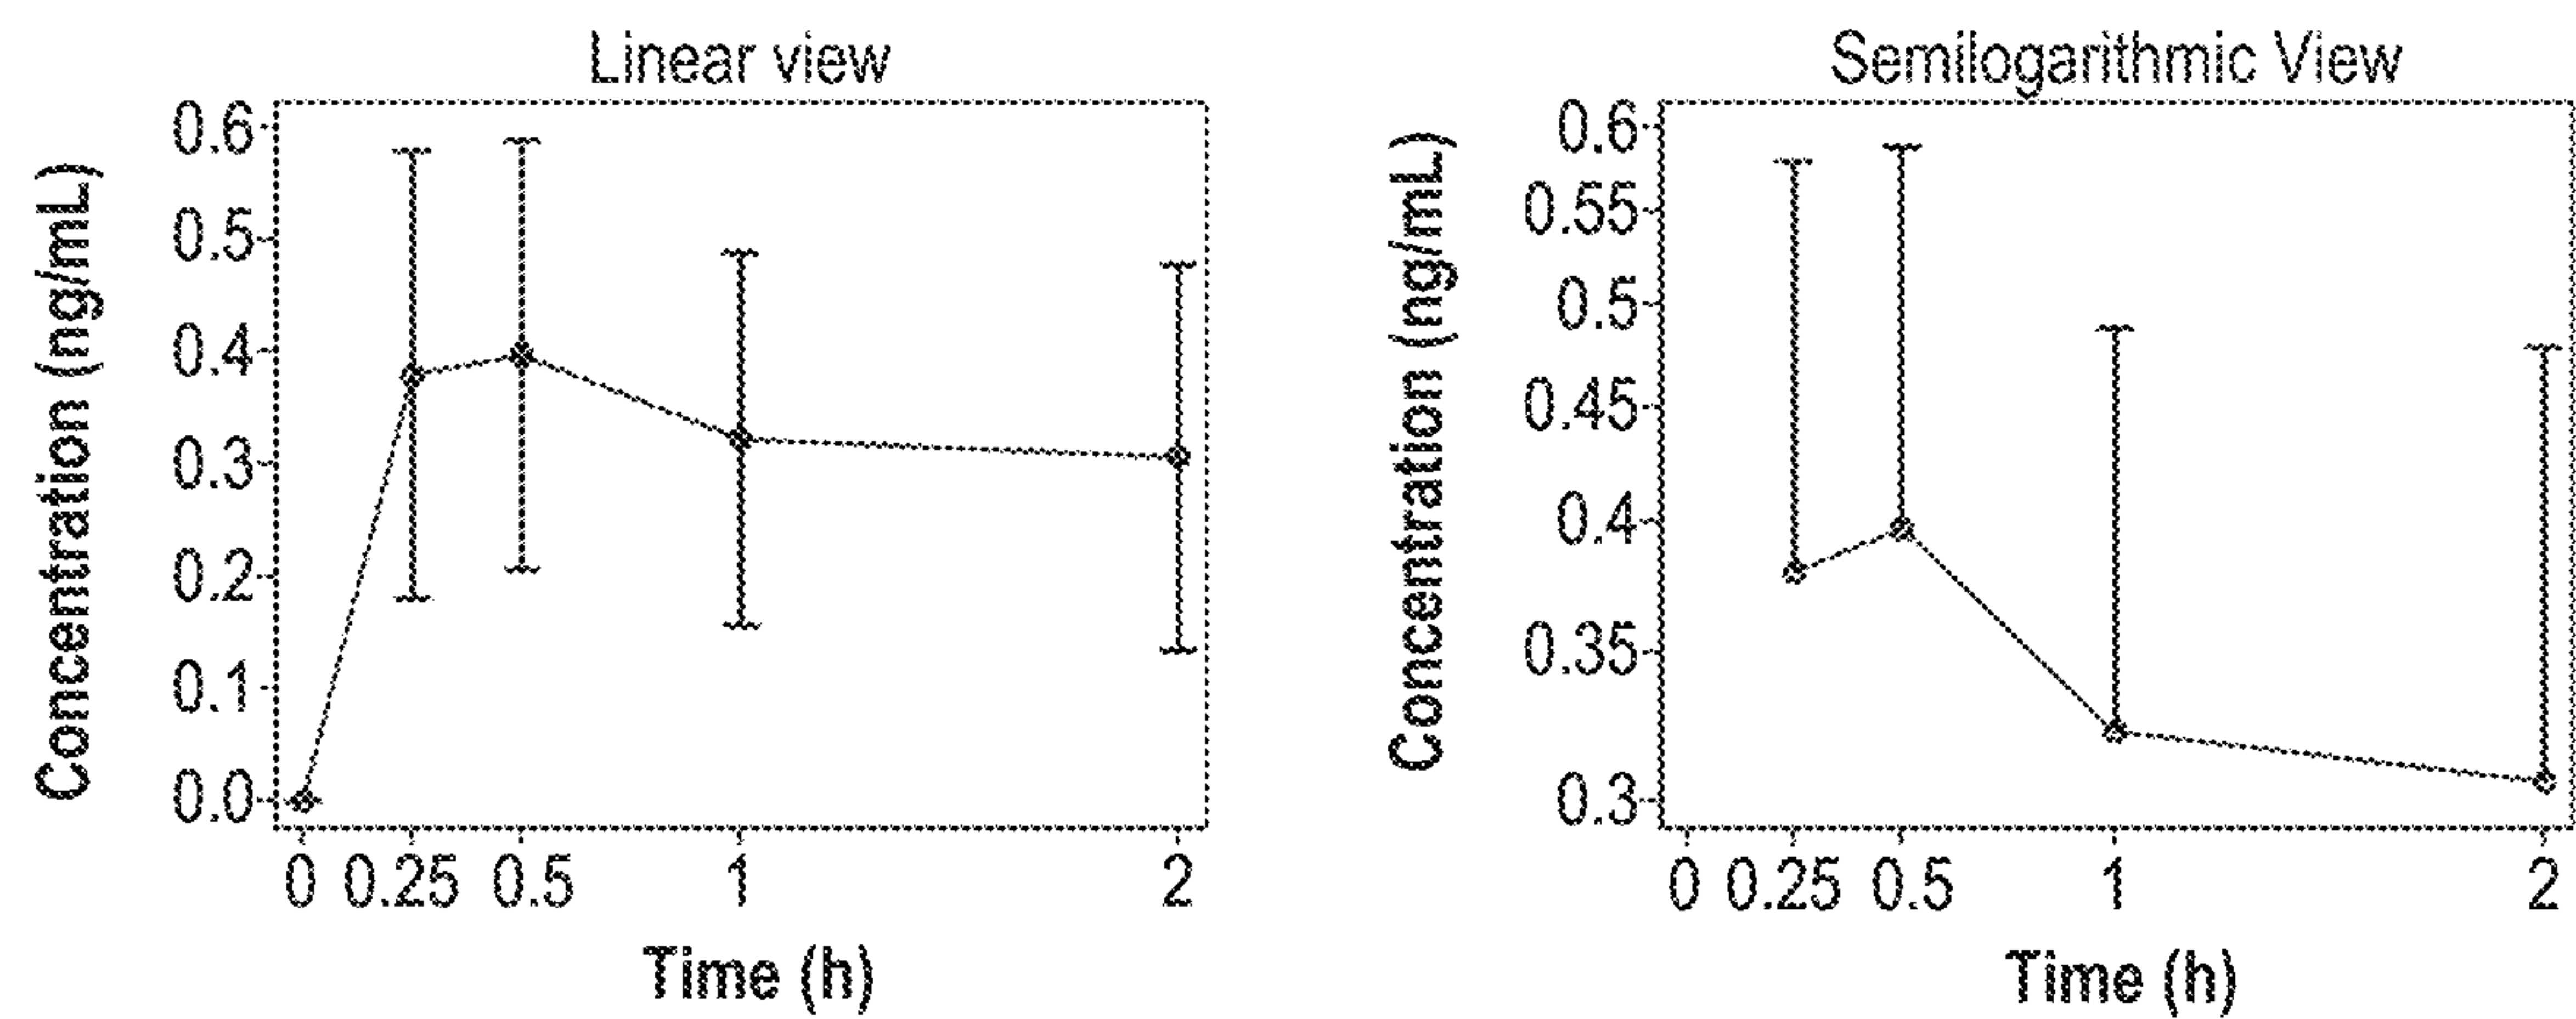 Linear view
Concentration (ng/mL)
0.6
0.5
0.4
0.3
0.2
0.1
0.0
0 0.25 0.5 1 2
Time (h)
Semilogarithmic View
Concentration (ng/mL)
0.6
0.55
0.5
0.45
0.4
0.35
0.3
0 0.25 0.5 1 2
Time (h)